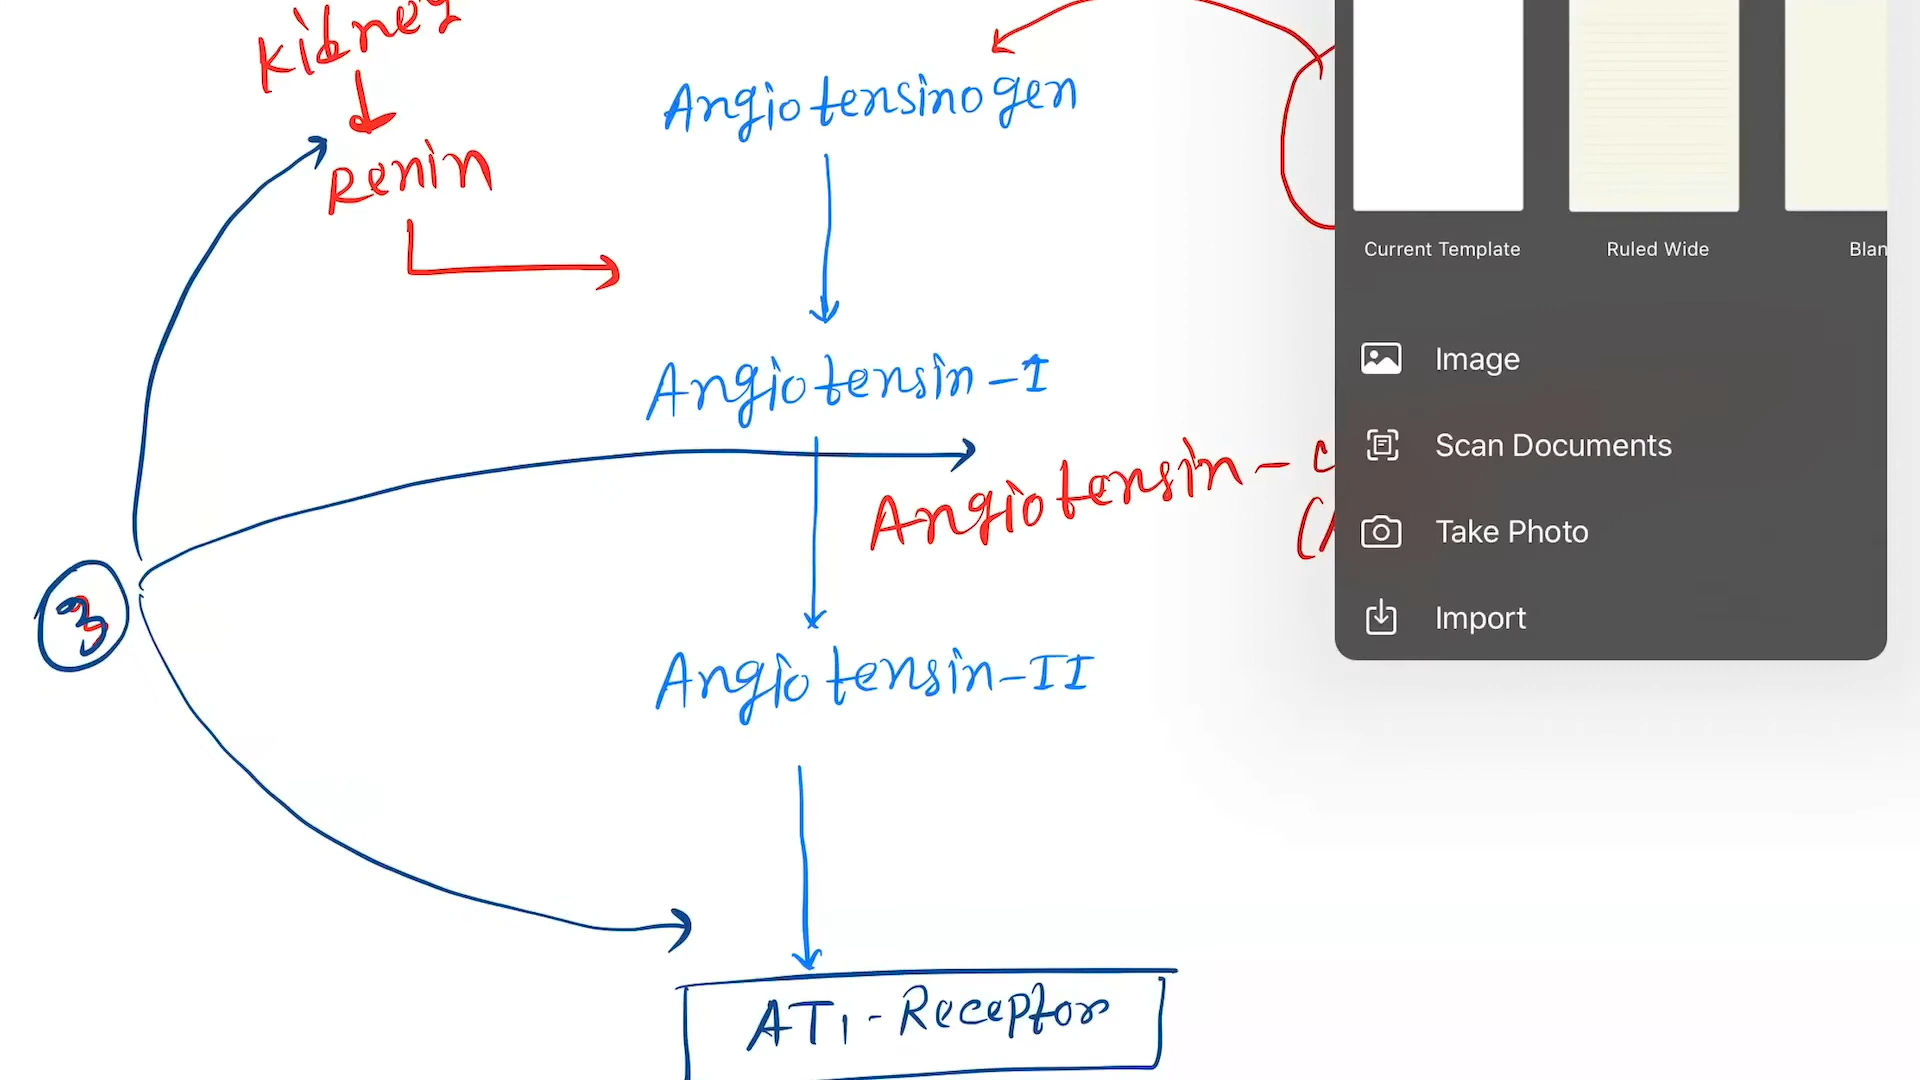 Kidney
Angiotensinogen
Renin
Current Template
Ruled Wide
Blan
Angiotensin-I
Image
Scan Documents
Angiotensin-
Take Photo
3
Import
Angiotensin-II
AT1-Receptor